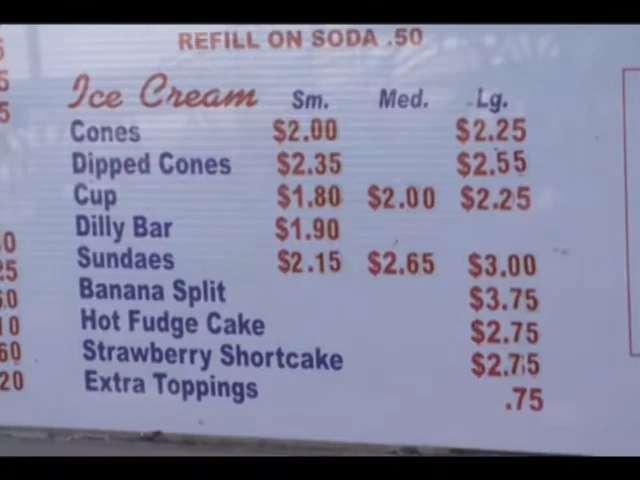 REFILL ON SODA .50
Ice Cream Sm. Med. Lg.
Cones $2.00 $2.25
Dipped Cones $2.35 $2.55
Cup $1.80 $2.00 $2.25
Dilly Bar $1.90
Sundaes $2.15 $2.65 $3.00
Banana Split $3.75
Hot Fudge Cake $2.75
Strawberry Shortcake $2.75
Extra Toppings .75